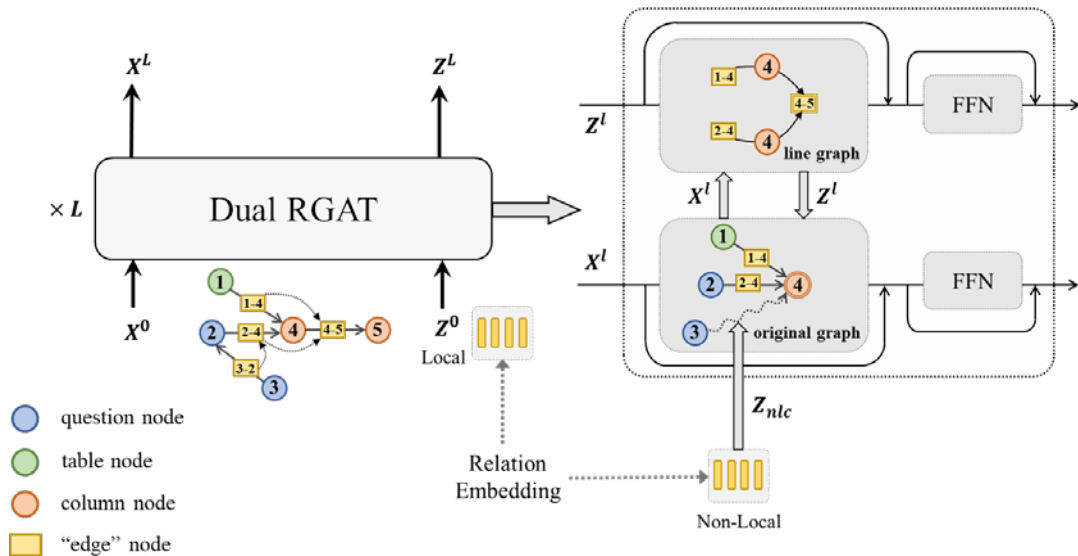 X^L
Z^L
× L
Dual RGAT
X^0
Z^0
1
1-4
2
2-4
4
4-5
5
3-2
3
Local
question node
table node
column node
"edge" node
Relation
Embedding
Non-Local
Z_nlc
Z^l
1-4
4
4-5
2-4
4
line graph
FFN
X^l
Z^l
X^l
1
1-4
2
2-4
4
3
original graph
FFN